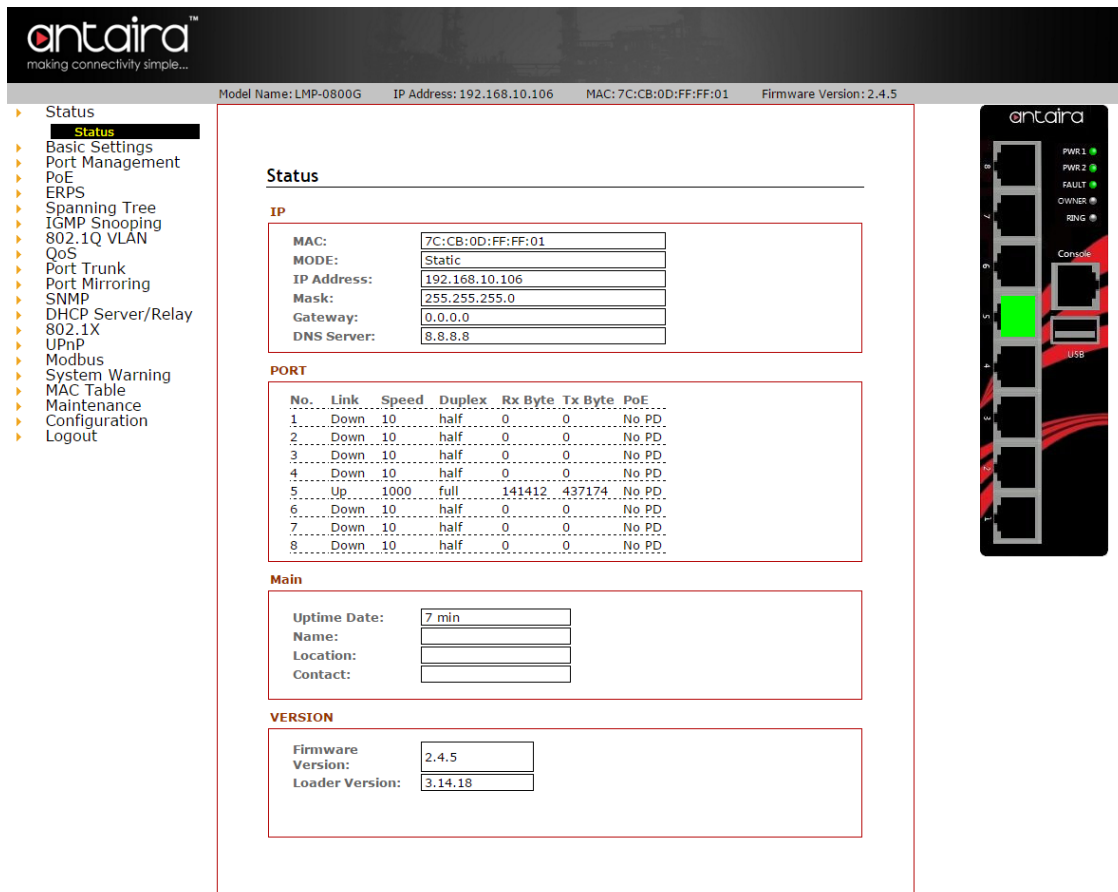 antaira™
making connectivity simple...
Model Name: LMP-0800G IP Address: 192.168.10.106 MAC: 7C:CB:0D:FF:FF:01 Firmware Version: 2.4.5
Status
Status
Basic Settings
Port Management
PoE
ERPS
Spanning Tree
IGMP Snooping
802.1Q VLAN
QoS
Port Trunk
Port Mirroring
SNMP
DHCP Server/Relay
802.1X
UPnP
Modbus
System Warning
MAC Table
Maintenance
Configuration
Logout
Status
IP
MAC: 7C:CB:0D:FF:FF:01
MODE: Static
IP Address: 192.168.10.106
Mask: 255.255.255.0
Gateway: 0.0.0.0
DNS Server: 8.8.8.8
PORT
No. Link Speed Duplex Rx Byte Tx Byte PoE
1 Down 10 half 0 0 No PD
2 Down 10 half 0 0 No PD
3 Down 10 half 0 0 No PD
4 Down 10 half 0 0 No PD
5 Up 1000 full 141412 437174 No PD
6 Down 10 half 0 0 No PD
7 Down 10 half 0 0 No PD
8 Down 10 half 0 0 No PD
Main
Uptime Date: 7 min
Name:
Location:
Contact:
VERSION
Firmware
Version: 2.4.5
Loader Version: 3.14.18
antaira
PWR 1
PWR 2
FAULT
OWNER
RING
Console
USB
8
7
6
5
4
3
2
1